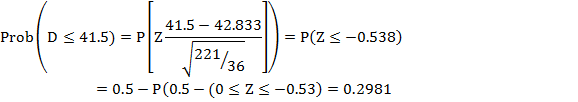 Prob(D ≤ 41.5) = P[Z (41.5 − 42.833)/√(221/36)]) = P(Z ≤ −0.538)
= 0.5 − P(0.5 − (0 ≤ Z ≤ −0.53) = 0.2981